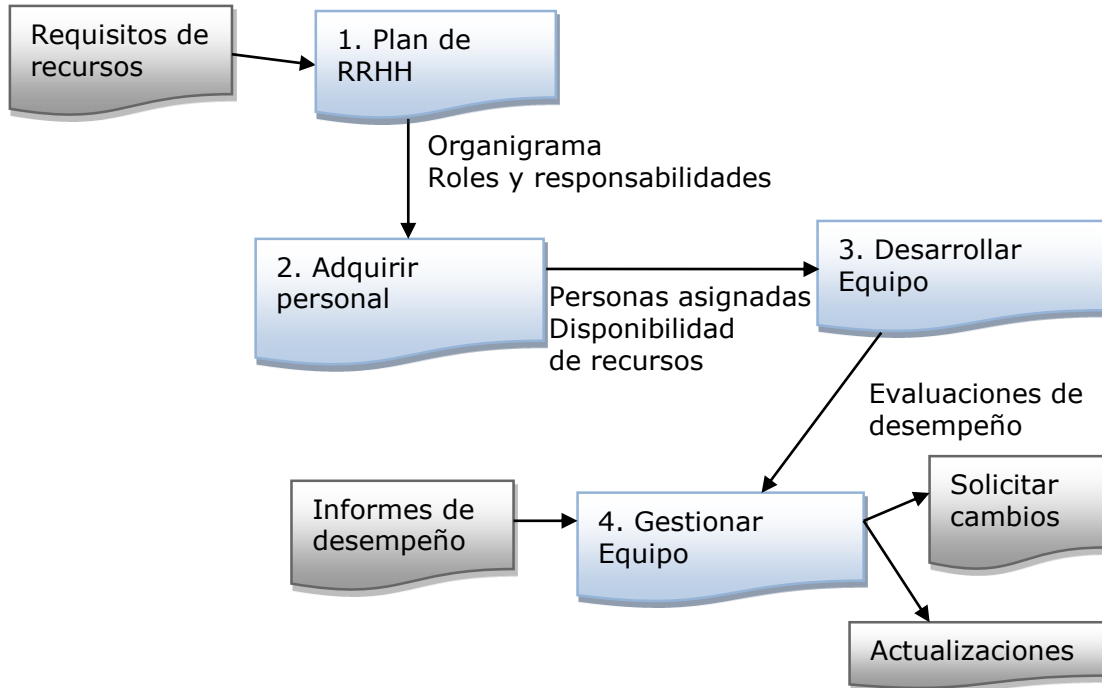 Requisitos de
recursos
1. Plan de
RRHH
Organigrama
Roles y responsabilidades
2. Adquirir
personal
Personas asignadas
Disponibilidad
de recursos
3. Desarrollar
Equipo
Evaluaciones de
desempeño
Informes de
desempeño
4. Gestionar
Equipo
Solicitar
cambios
Actualizaciones